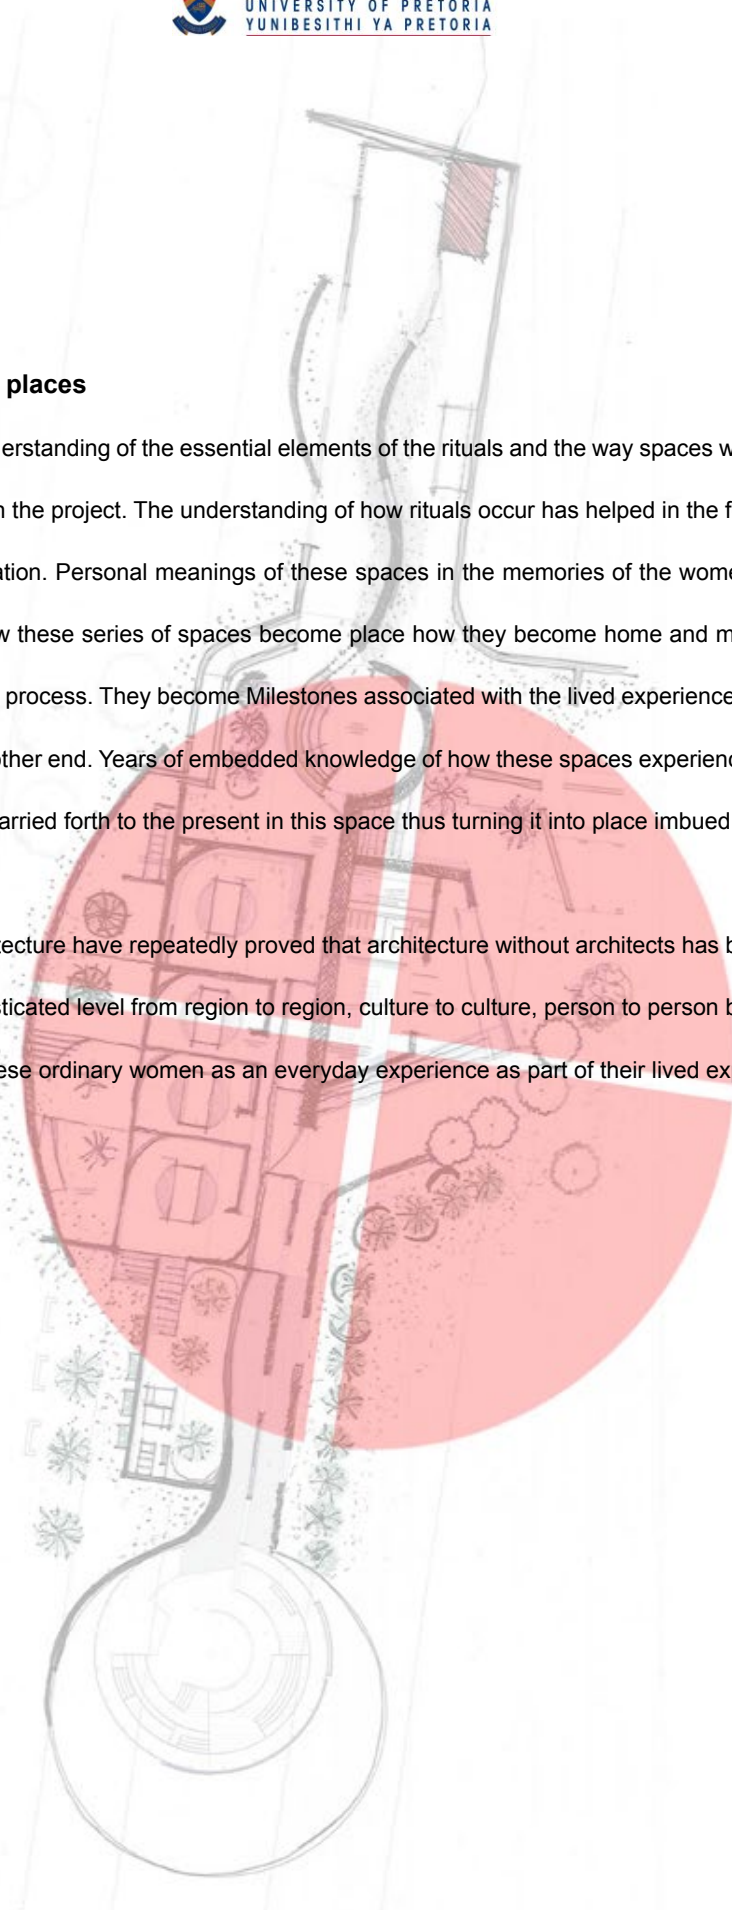 UNIVERSITY OF PRETORIA
YUNIBESITHI YA PRETORIA
places
erstanding of the essential elements of the rituals and the way spaces w
the project. The understanding of how rituals occur has helped in the f
ation. Personal meanings of these spaces in the memories of the wome
w these series of spaces become place how they become home and m
process. They become Milestones associated with the lived experience
other end. Years of embedded knowledge of how these spaces experienc
arried forth to the present in this space thus turning it into place imbued
tecture have repeatedly proved that architecture without architects has b
sticated level from region to region, culture to culture, person to person b
ese ordinary women as an everyday experience as part of their lived ex